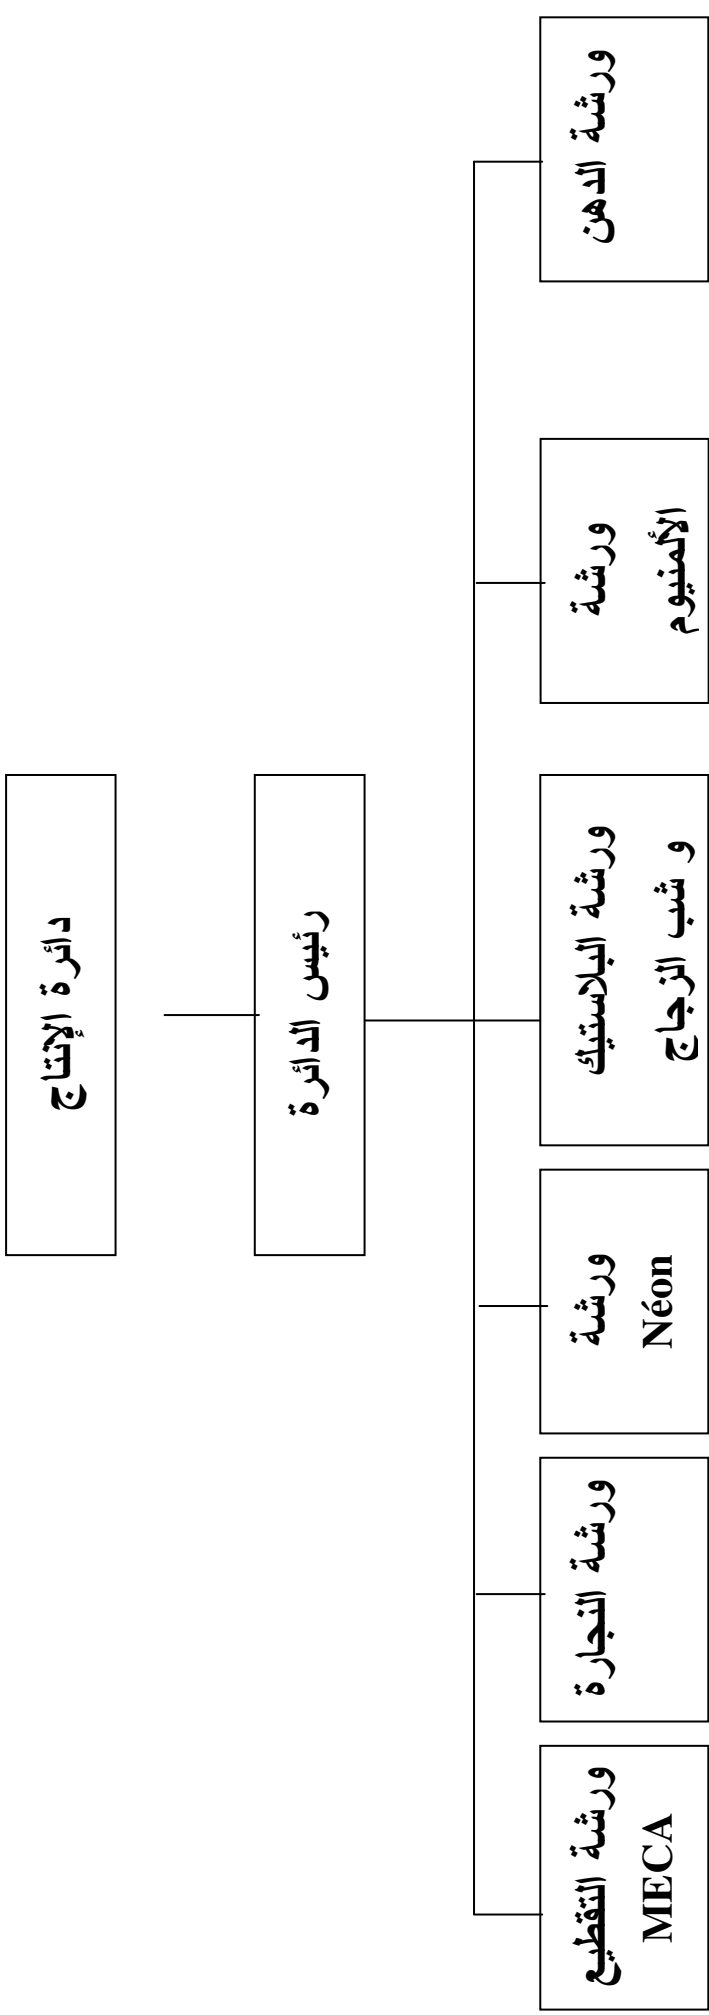 دائرة الإنتاج
رئيس الدائرة
ورشة الدهن
ورشة
الألمنيوم
ورشة البلاستيك
و شب الزجاج
ورشة
Néon
ورشة النجارة
ورشة التقطيع
MECA